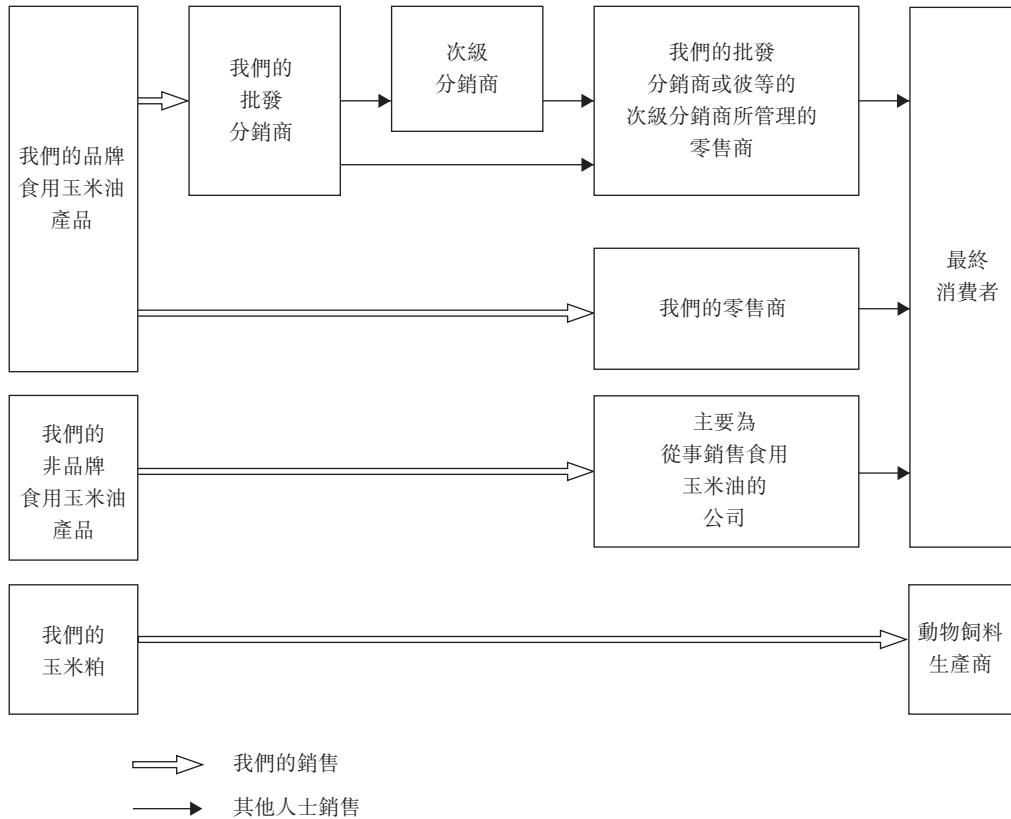 我們的品牌
食用玉米油
產品
我們的
批發
分銷商
次級
分銷商
我們的批發
分銷商或彼等的
次級分銷商所管理的
零售商
最終
消費者
我們的零售商
我們的
非品牌
食用玉米油
產品
主要為
從事銷售食用
玉米油的
公司
我們的
玉米粕
動物飼料
生產商
我們的銷售
其他人士銷售